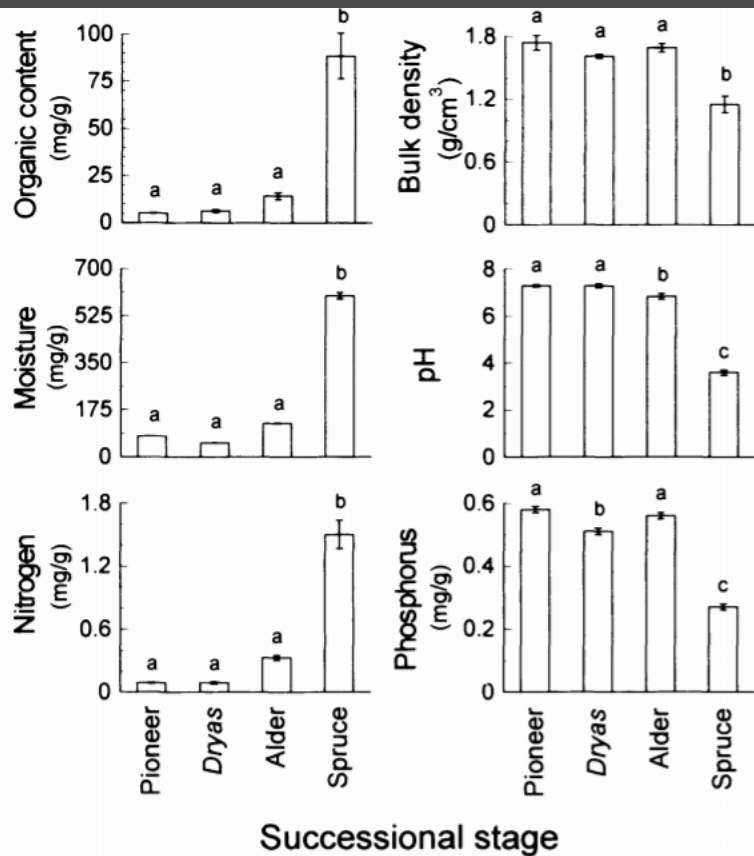 Organic content
(mg/g)
100
75
50
25
0
a
a
a
b
Bulk density
(g/cm³)
1.8
1.2
0.6
0
a
a
a
b
Moisture
(mg/g)
700
525
350
175
0
a
a
a
b
pH
8
6
4
2
0
a
a
b
c
Nitrogen
(mg/g)
1.8
1.2
0.6
0
a
a
a
b
Phosphorus
(mg/g)
0.6
0.4
0.2
0
a
b
a
c
Pioneer
Dryas
Alder
Spruce
Pioneer
Dryas
Alder
Spruce
Successional stage